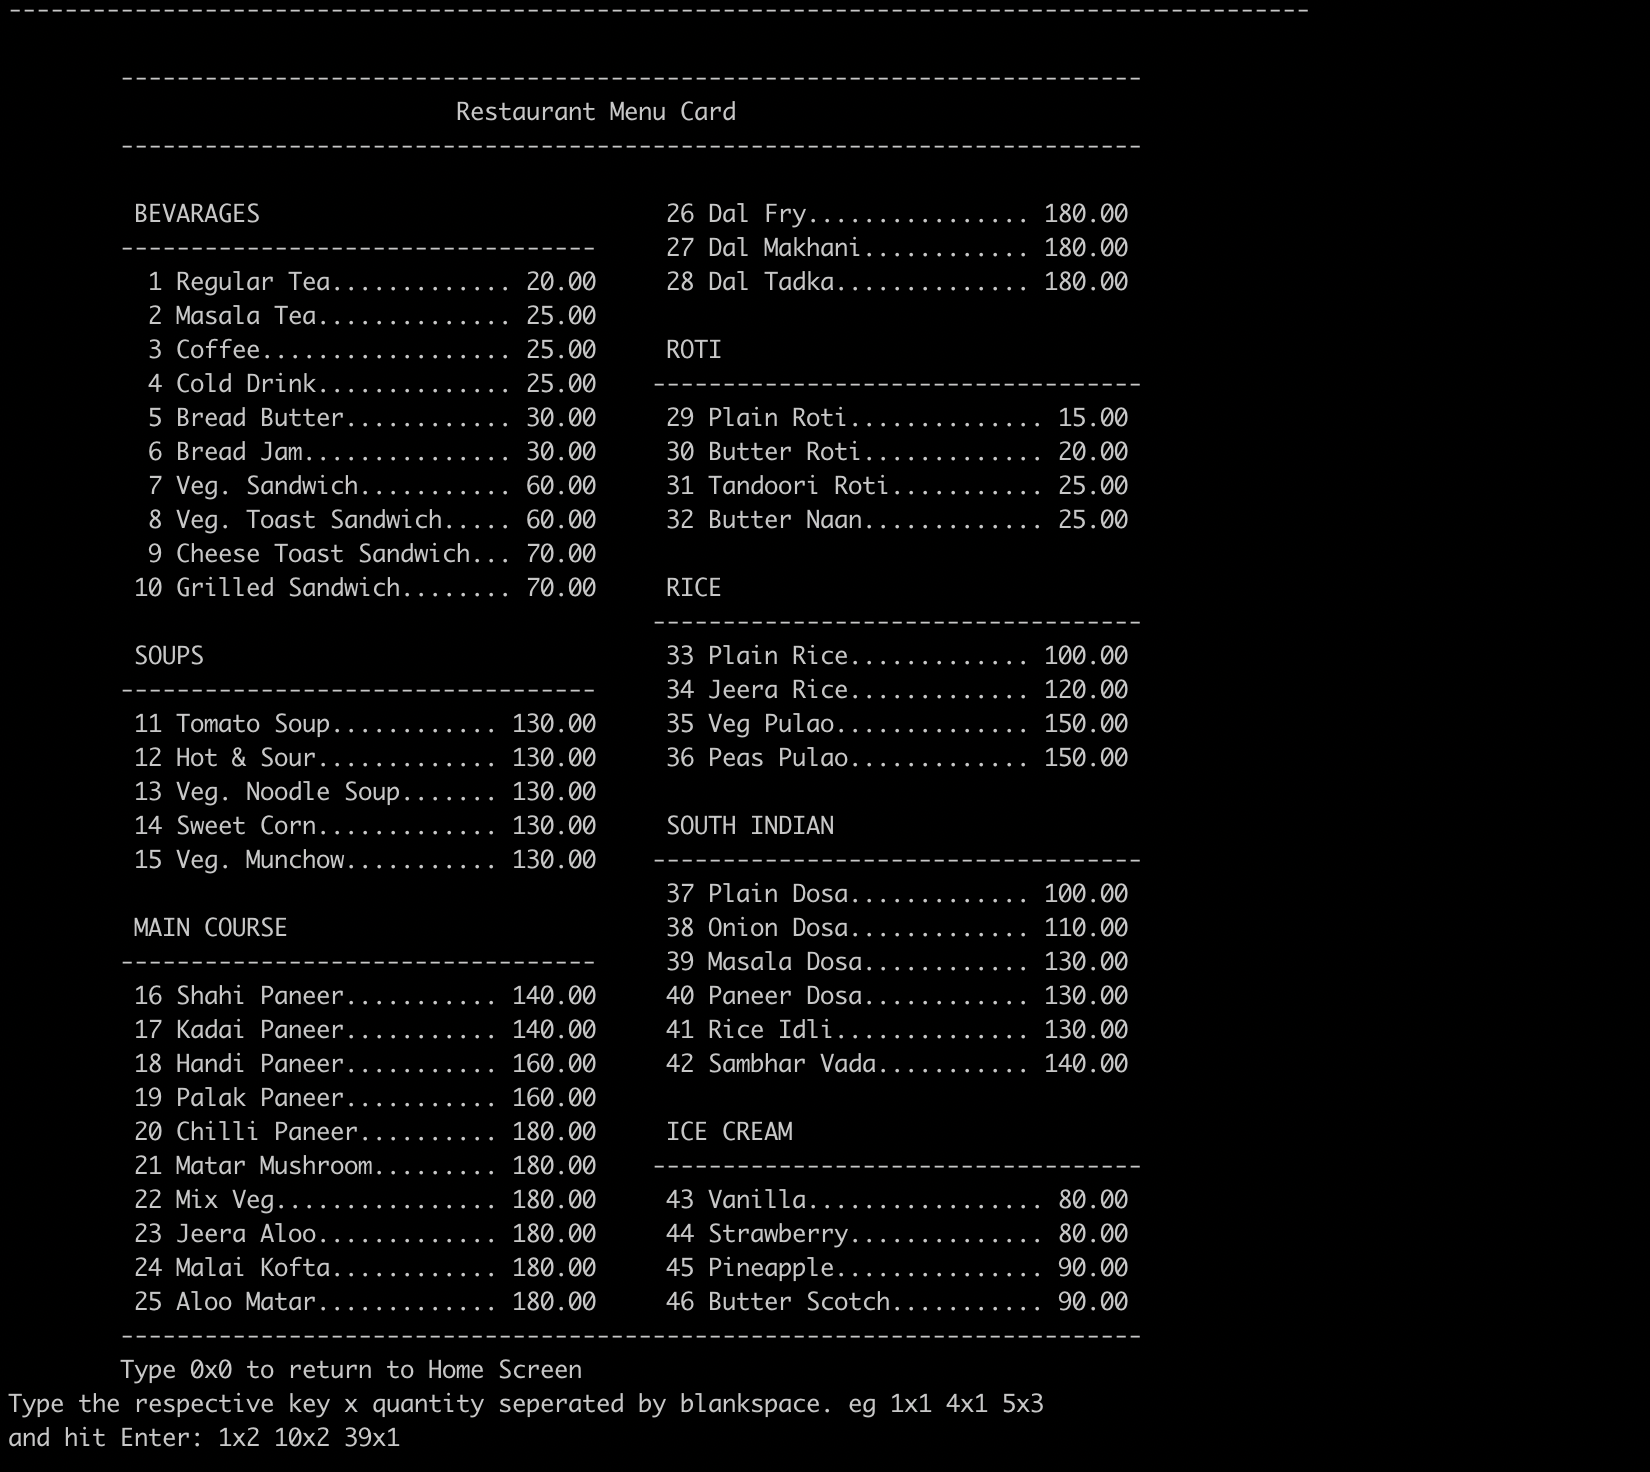 --------------------------------------------------------------------------------------------
-------------------------------------------------------------------------
Restaurant Menu Card
-------------------------------------------------------------------------
BEVARAGES
----------------------------------
1 Regular Tea............. 20.00
2 Masala Tea.............. 25.00
3 Coffee.................. 25.00
4 Cold Drink.............. 25.00
5 Bread Butter............ 30.00
6 Bread Jam............... 30.00
7 Veg. Sandwich........... 60.00
8 Veg. Toast Sandwich..... 60.00
9 Cheese Toast Sandwich... 70.00
10 Grilled Sandwich........ 70.00
SOUPS
----------------------------------
11 Tomato Soup............ 130.00
12 Hot & Sour............. 130.00
13 Veg. Noodle Soup....... 130.00
14 Sweet Corn............. 130.00
15 Veg. Munchow........... 130.00
MAIN COURSE
----------------------------------
16 Shahi Paneer........... 140.00
17 Kadai Paneer........... 140.00
18 Handi Paneer........... 160.00
19 Palak Paneer........... 160.00
20 Chilli Paneer.......... 180.00
21 Matar Mushroom......... 180.00
22 Mix Veg................ 180.00
23 Jeera Aloo............. 180.00
24 Malai Kofta............ 180.00
25 Aloo Matar............. 180.00
26 Dal Fry................ 180.00
27 Dal Makhani............ 180.00
28 Dal Tadka.............. 180.00
ROTI
-----------------------------------
29 Plain Roti.............. 15.00
30 Butter Roti............. 20.00
31 Tandoori Roti........... 25.00
32 Butter Naan............. 25.00
RICE
-----------------------------------
33 Plain Rice............. 100.00
34 Jeera Rice............. 120.00
35 Veg Pulao.............. 150.00
36 Peas Pulao............. 150.00
SOUTH INDIAN
-----------------------------------
37 Plain Dosa............. 100.00
38 Onion Dosa............. 110.00
39 Masala Dosa............ 130.00
40 Paneer Dosa............ 130.00
41 Rice Idli.............. 130.00
42 Sambhar Vada........... 140.00
ICE CREAM
-----------------------------------
43 Vanilla................. 80.00
44 Strawberry.............. 80.00
45 Pineapple............... 90.00
46 Butter Scotch........... 90.00
-------------------------------------------------------------------------
Type 0x0 to return to Home Screen
Type the respective key x quantity seperated by blankspace. eg 1x1 4x1 5x3
and hit Enter: 1x2 10x2 39x1